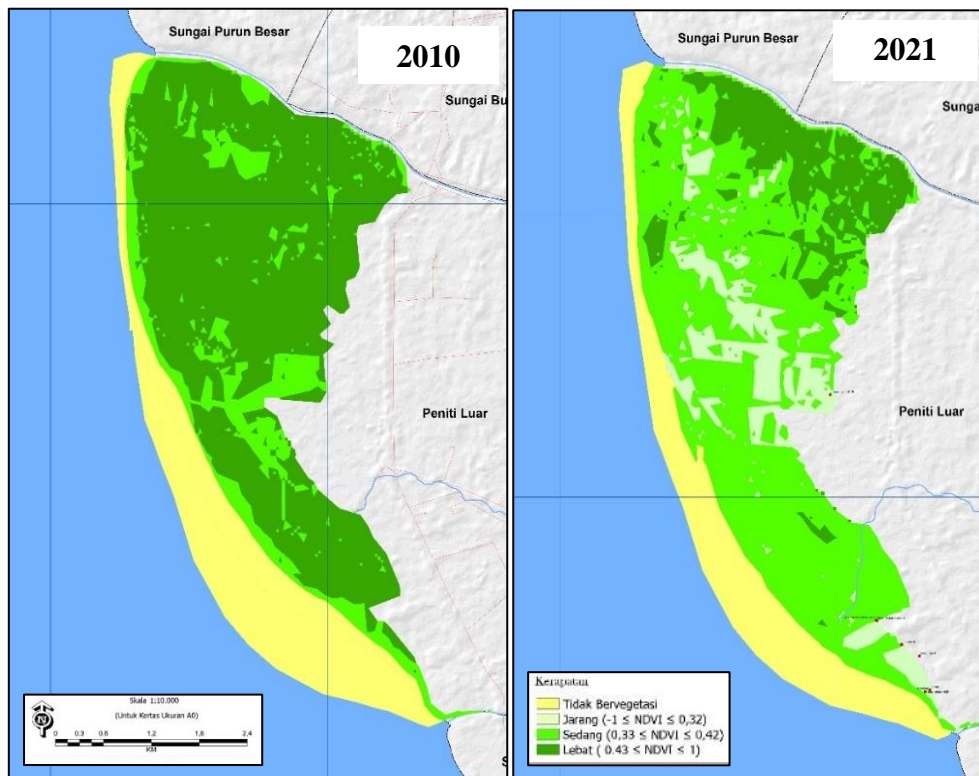 Sungai Purun Besar
2010
Sungai Bu
Peniti Luar
S
Skala 1:10.000
(Untuk Kertas Ukuran A0)
N
0 0.3 0.6 1,2 1,8 2,4
KM
Sungai Purun Besar
2021
Sunga
Peniti Luar
Kerapatan
Tidak Bervegetasi
Jarang (-1 ≤ NDVI ≤ 0,32)
Sedang (0,33 ≤ NDVI ≤ 0,42)
Lebat ( 0.43 ≤ NDVI ≤ 1)